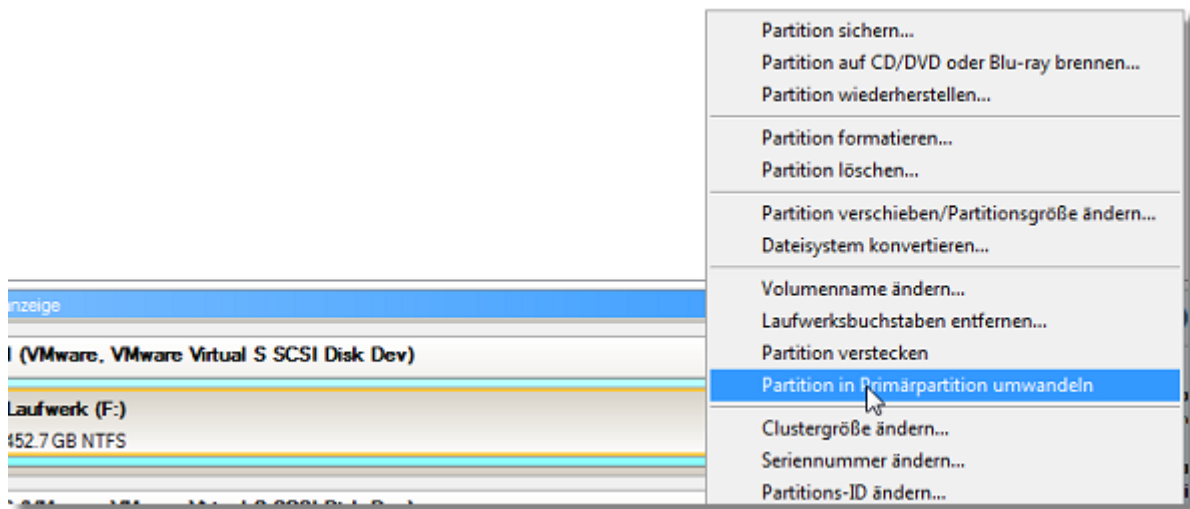 Partition sichern...
Partition auf CD/DVD oder Blu-ray brennen...
Partition wiederherstellen...
Partition formatieren...
Partition löschen...
Partition verschieben/Partitionsgröße ändern...
Dateisystem konvertieren...
Volumenname ändern...
Laufwerksbuchstaben entfernen...
Partition verstecken
Partition in Primärpartition umwandeln
Clustergröße ändern...
Seriennummer ändern...
Partitions-ID ändern...
nzeige
(VMware, VMware Virtual S SCSI Disk Dev)
Laufwerk (F:)
452.7 GB NTFS